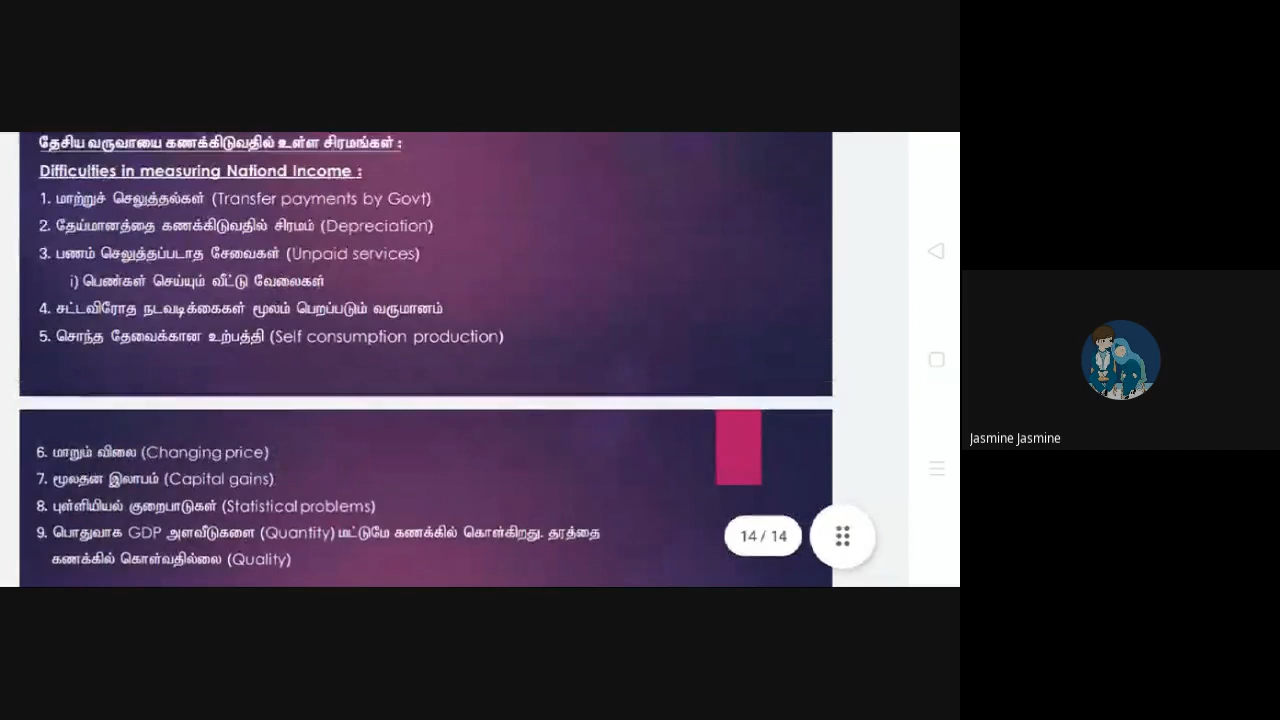 தேசிய வருவாயை கணக்கிடுவதில் உள்ள சிரமங்கள் :
Difficulties in measuring Nationd Income :
1. மாற்றுச் செலுத்தல்கள் (Transfer payments by Govt)
2. தேய்மானத்தை கணக்கிடுவதில் சிரமம் (Depreciation)
3. பணம் செலுத்தப்படாத சேவைகள் (Unpaid services)
i) பெண்கள் செய்யும் வீட்டு வேலைகள்
4. சட்டவிரோத நடவடிக்கைகள் மூலம் பெறப்படும் வருமானம்
5. சொந்த தேவைக்கான உற்பத்தி (Self consumption production)
6. மாறும் விலை (Changing price)
7. மூலதன இலாபம் (Capital gains)
8. புள்ளியியல் குறைபாடுகள் (Statistical problems)
9. பொதுவாக GDP அளவீடுகளை (Quantity) மட்டுமே கணக்கில் கொள்கிறது. தரத்தை
கணக்கில் கொள்வதில்லை (Quality)
14 / 14
Jasmine Jasmine